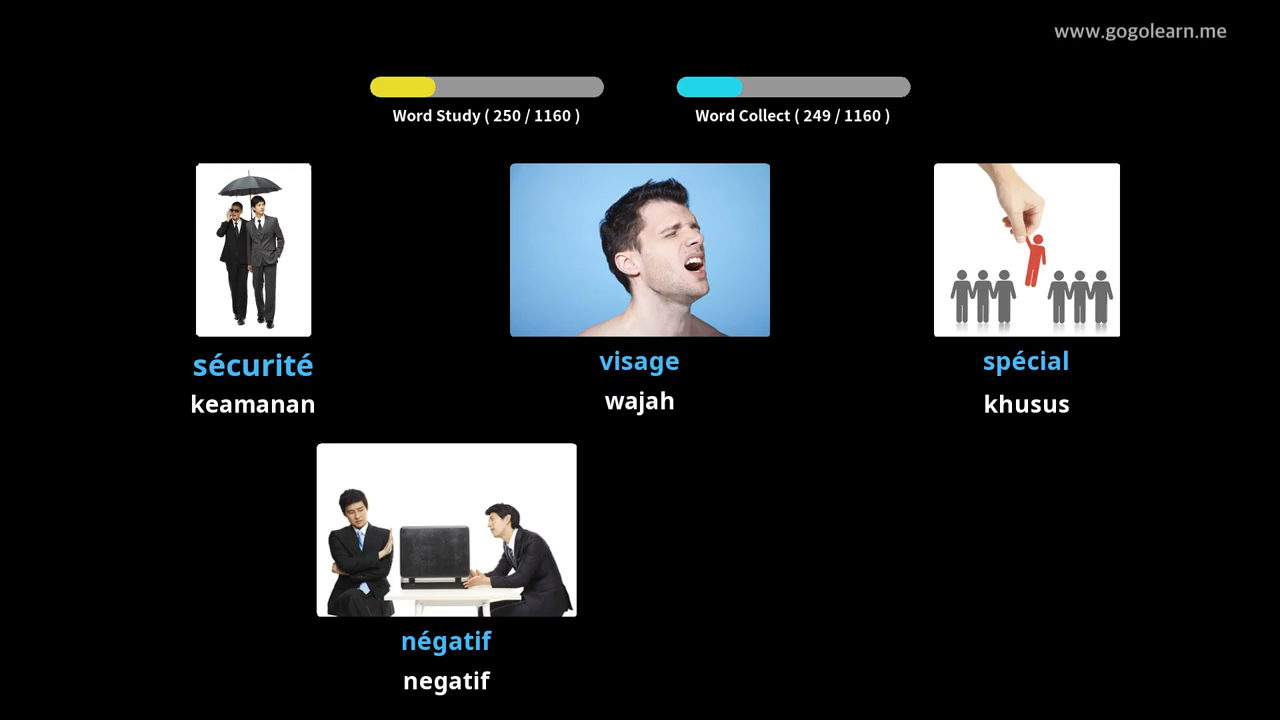 www.gogolearn.me
Word Study ( 250 / 1160 )
Word Collect ( 249 / 1160 )
sécurité
keamanan
visage
wajah
spécial
khusus
négatif
negatif